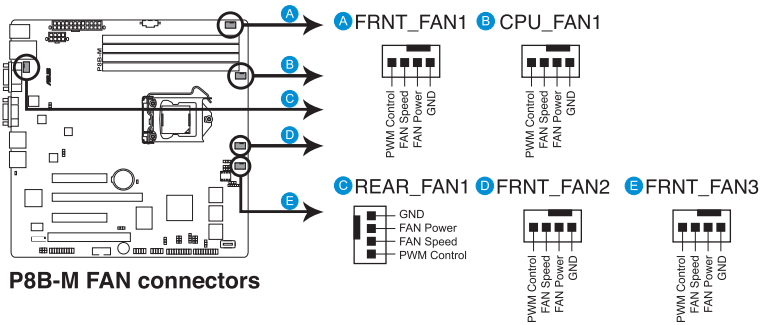 A
B
C
D
E
P8B-M
ASUS
P8B-M FAN connectors
A FRNT_FAN1
PWM Control
FAN Speed
FAN Power
GND
B CPU_FAN1
PWM Control
FAN Speed
FAN Power
GND
C REAR_FAN1
GND
FAN Power
FAN Speed
PWM Control
D FRNT_FAN2
PWM Control
FAN Speed
FAN Power
GND
E FRNT_FAN3
PWM Control
FAN Speed
FAN Power
GND